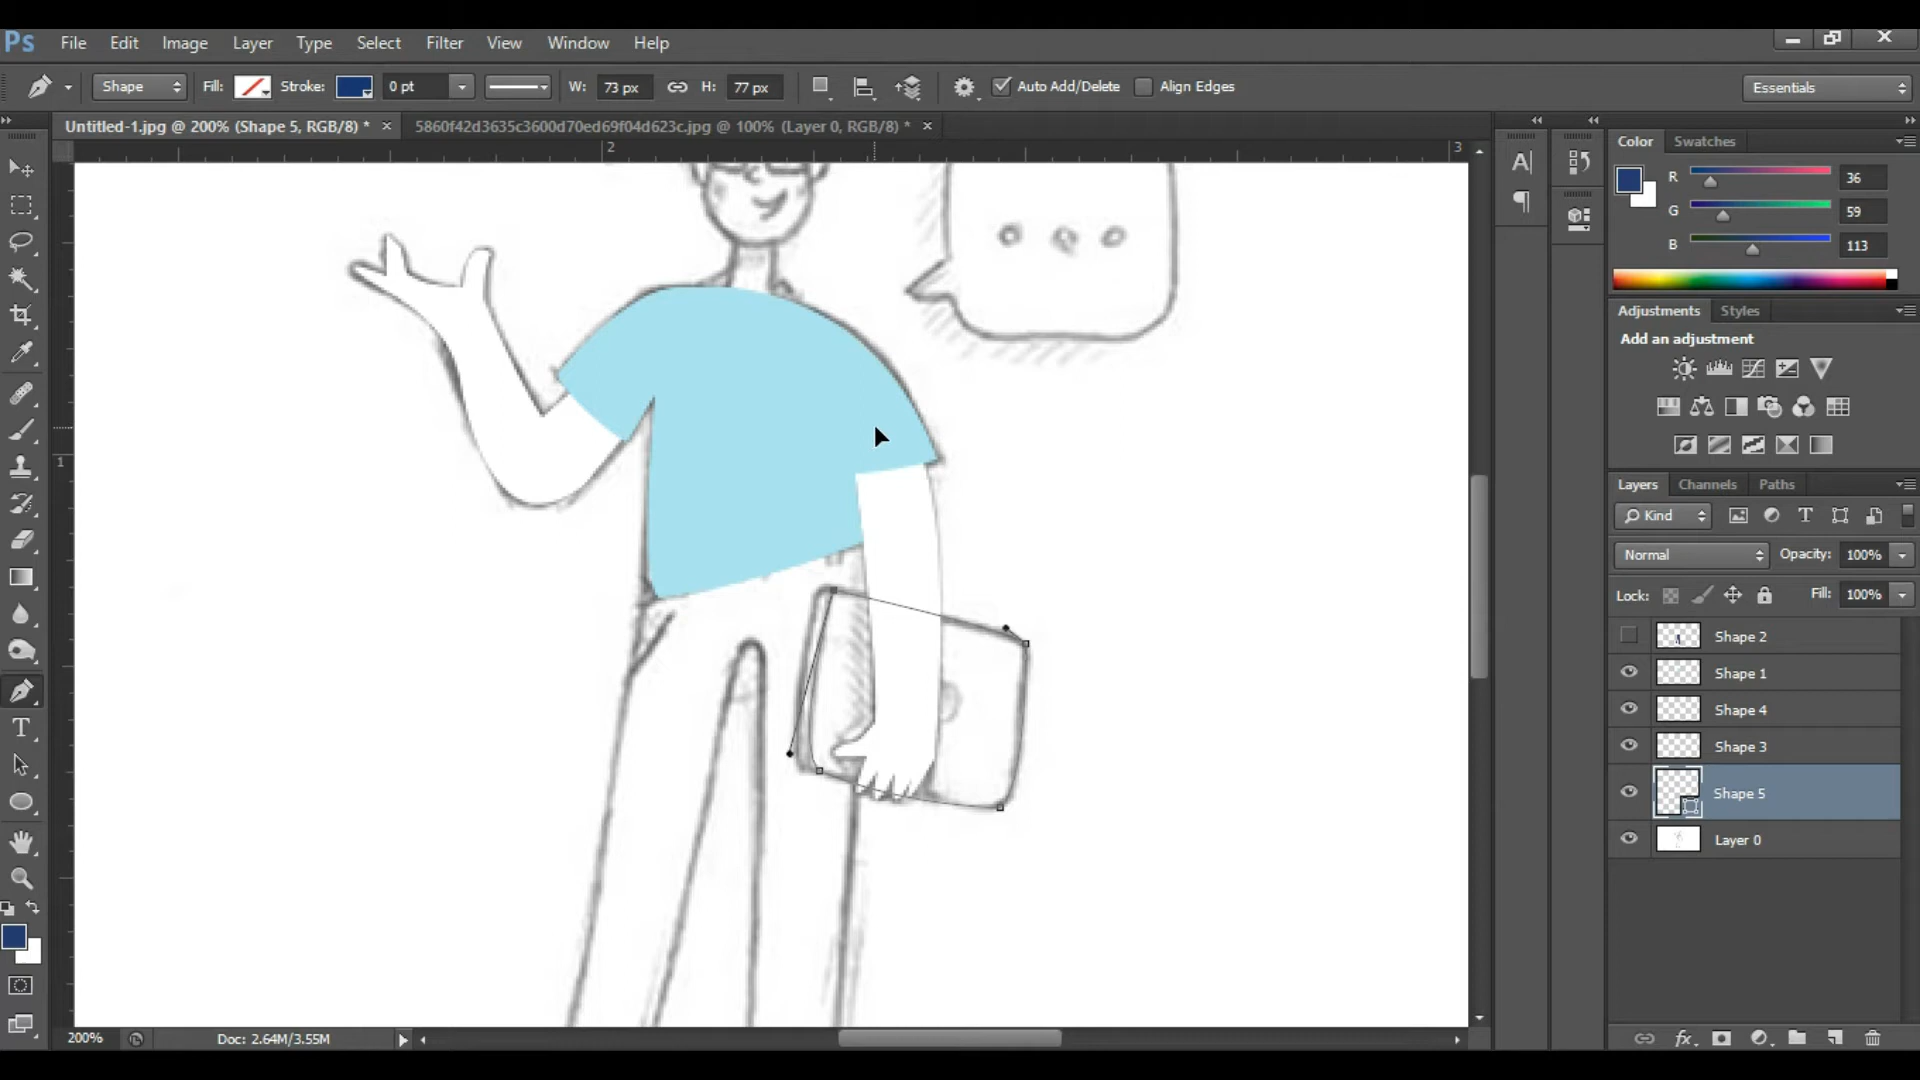 Ps File Edit Image Layer Type Select Filter View Window Help
Shape Fill: Stroke: 0 pt W: 73 px H: 77 px Auto Add/Delete Align Edges Essentials
Untitled-1.jpg @ 200% (Shape 5, RGB/8) * 5860f42d3635c3600d70ed69f04d623c.jpg @ 100% (Layer 0, RGB/8) *
2 3
1
Color Swatches
R 36
G 59
B 113
Adjustments Styles
Add an adjustment
Layers Channels Paths
Kind
Normal Opacity: 100%
Lock: Fill: 100%
Shape 2
Shape 1
Shape 4
Shape 3
Shape 5
Layer 0
200% Doc: 2.64M/3.55M